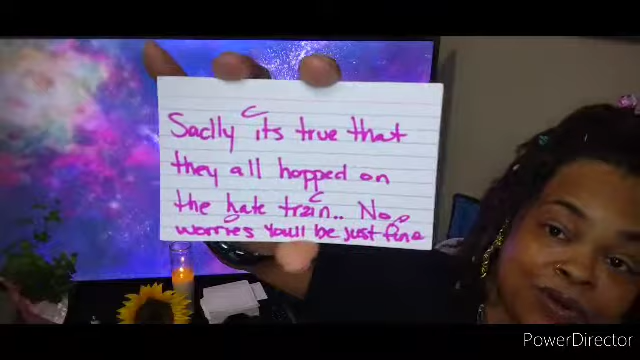 Sadly its true that
they all hopped on
the hate train.. No
worries You'll be just fine
PowerDirector